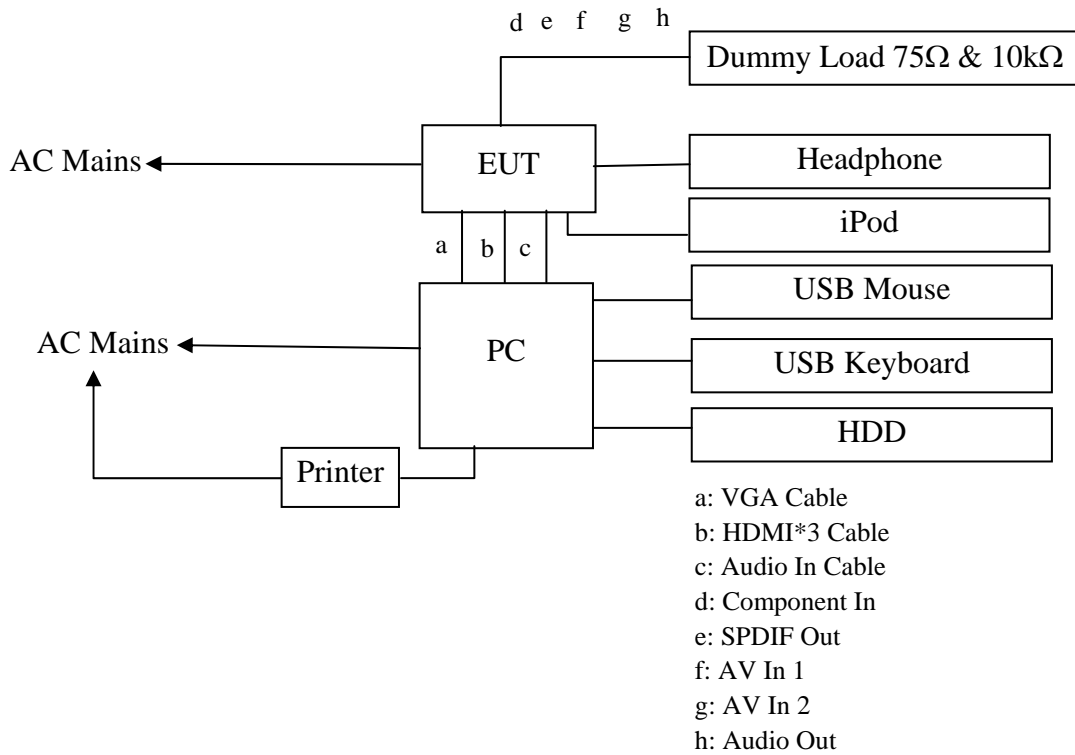 d e f g h
Dummy Load 75Ω & 10kΩ
AC Mains
EUT
Headphone
iPod
a b c
USB Mouse
AC Mains
PC
USB Keyboard
HDD
Printer
a: VGA Cable
b: HDMI*3 Cable
c: Audio In Cable
d: Component In
e: SPDIF Out
f: AV In 1
g: AV In 2
h: Audio Out